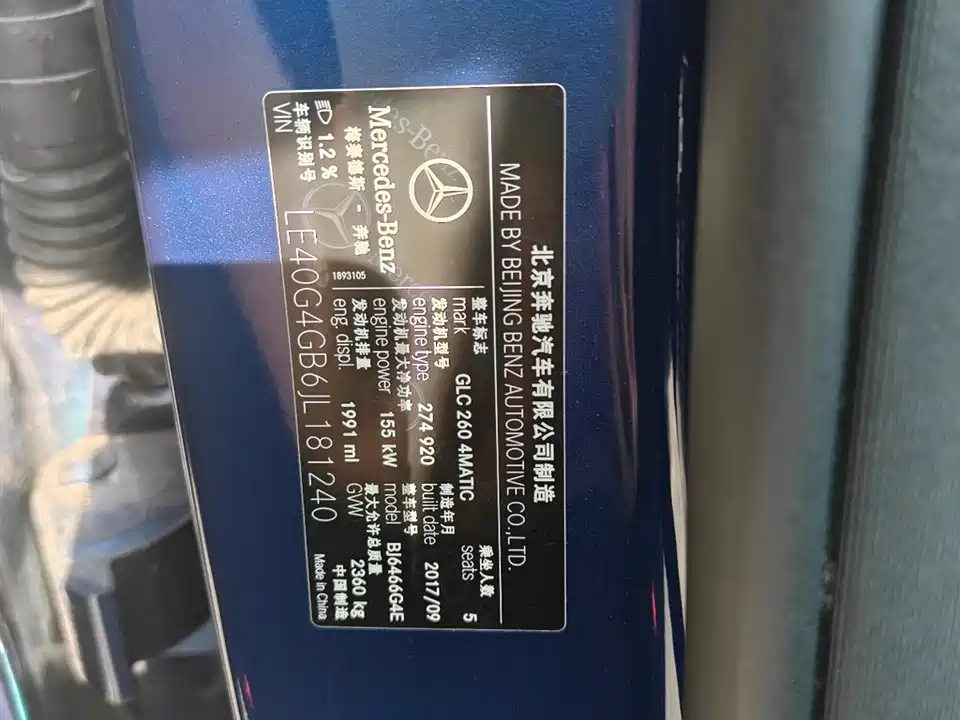 北京奔驰汽车有限公司制造
MADE BY BEIJING BENZ AUTOMOTIVE CO.,LTD.
Mercedes-Benz
梅赛德斯 - 奔驰
1.2 %
1893105
整车标志 GLC 260 4MATIC 乘坐人数 5
mark seats
发动机型号 274 920 制造年月 2017/09
engine type built date
发动机最大净功率 155 kW 整车型号 BJ6466G4E
engine power model
发动机排量 1991 ml 最大允许总质量 2360 kg
eng. displ. GVW
车辆识别号 LE40G4GB6JL181240 中国制造
VIN Made in China